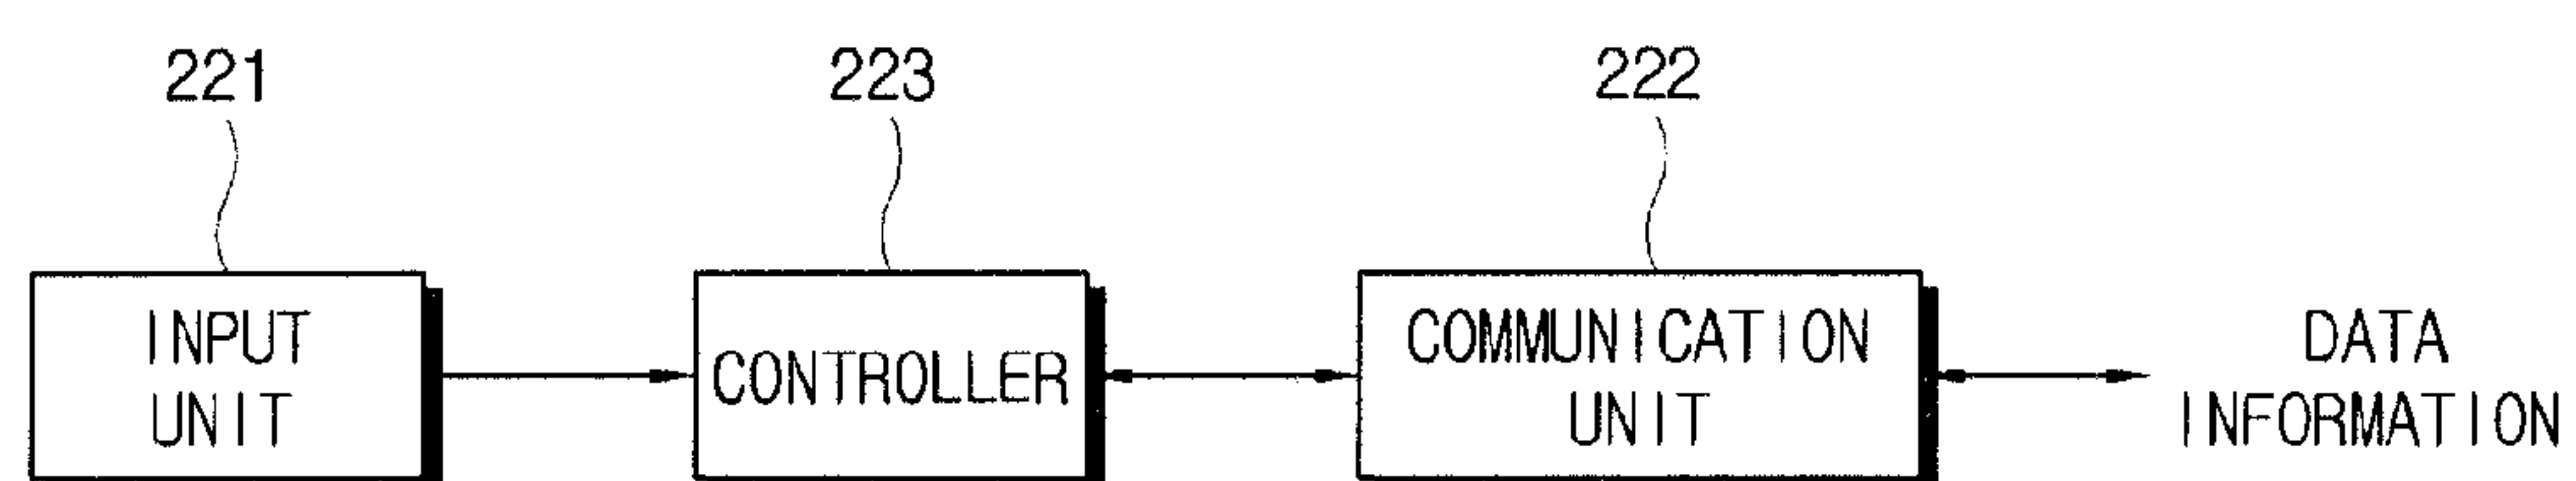 221
223
222
INPUT
UNIT
CONTROLLER
COMMUNICATION
UNIT
DATA
INFORMATION